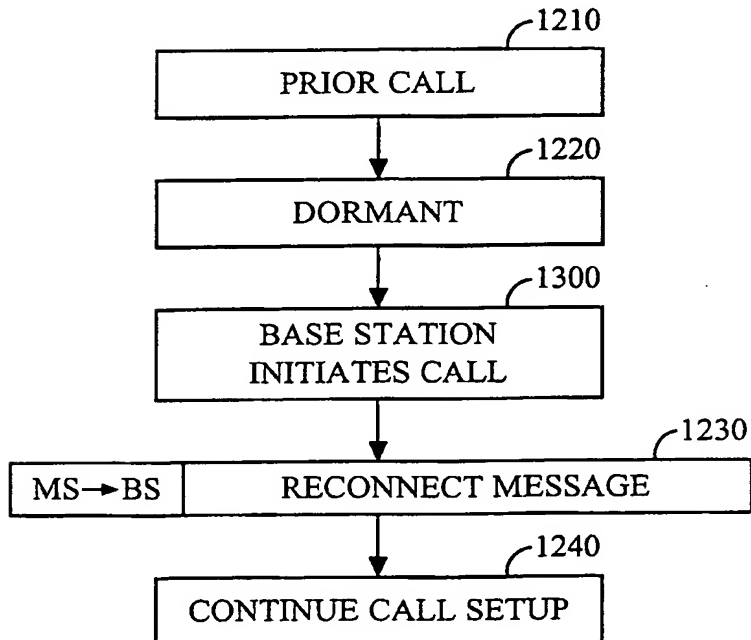 1210
PRIOR CALL
1220
DORMANT
1300
BASE STATION
INITIATES CALL
1230
MS→BS
RECONNECT MESSAGE
1240
CONTINUE CALL SETUP